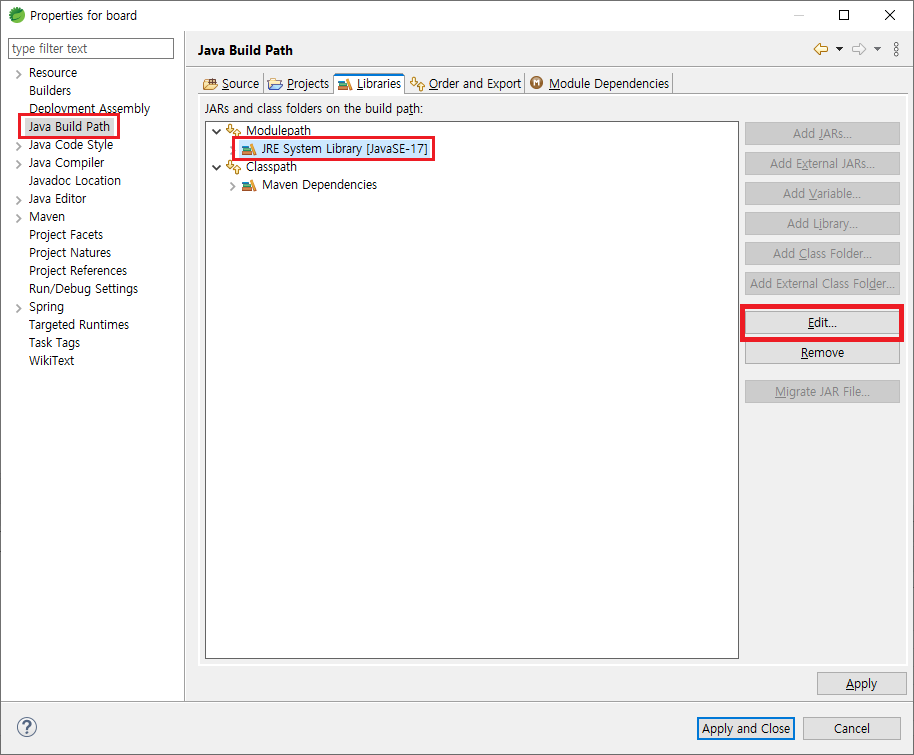 Properties for board
type filter text
Resource
Builders
Deployment Assembly
Java Build Path
Java Code Style
Java Compiler
Javadoc Location
Java Editor
Maven
Project Facets
Project Natures
Project References
Run/Debug Settings
Spring
Targeted Runtimes
Task Tags
WikiText
Java Build Path
Source
Projects
Libraries
Order and Export
M
Module Dependencies
JARs and class folders on the build path:
Modulepath
JRE System Library [JavaSE-17]
Classpath
Maven Dependencies
Add JARs...
Add External JARs...
Add Variable...
Add Library...
Add Class Folder...
Add External Class Folder...
Edit...
Remove
Migrate JAR File...
Apply
?
Apply and Close
Cancel